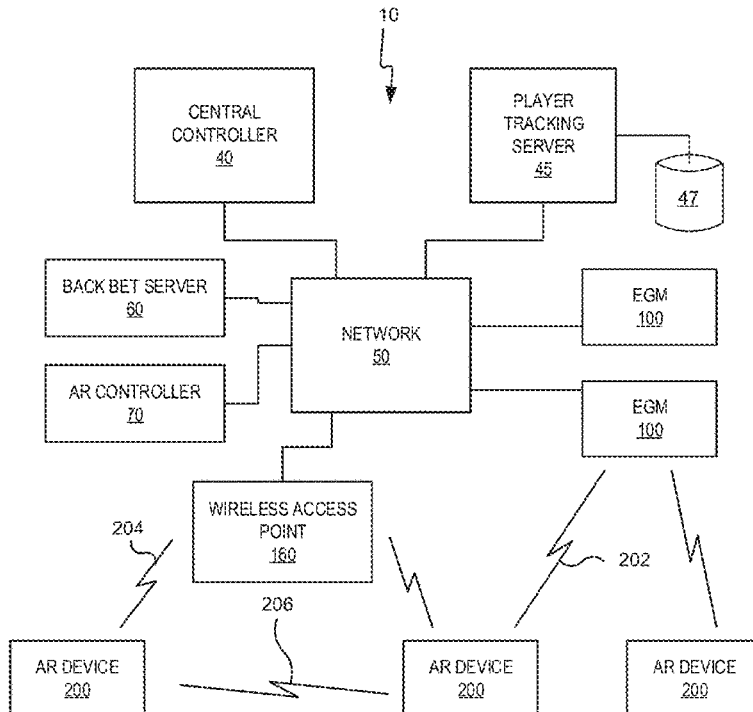 10
CENTRAL
CONTROLLER
40
PLAYER
TRACKING
SERVER
45
47
BACK BET SERVER
60
NETWORK
50
EGM
100
AR CONTROLLER
70
EGM
100
WIRELESS ACCESS
POINT
160
204
202
206
AR DEVICE
200
AR DEVICE
200
AR DEVICE
200